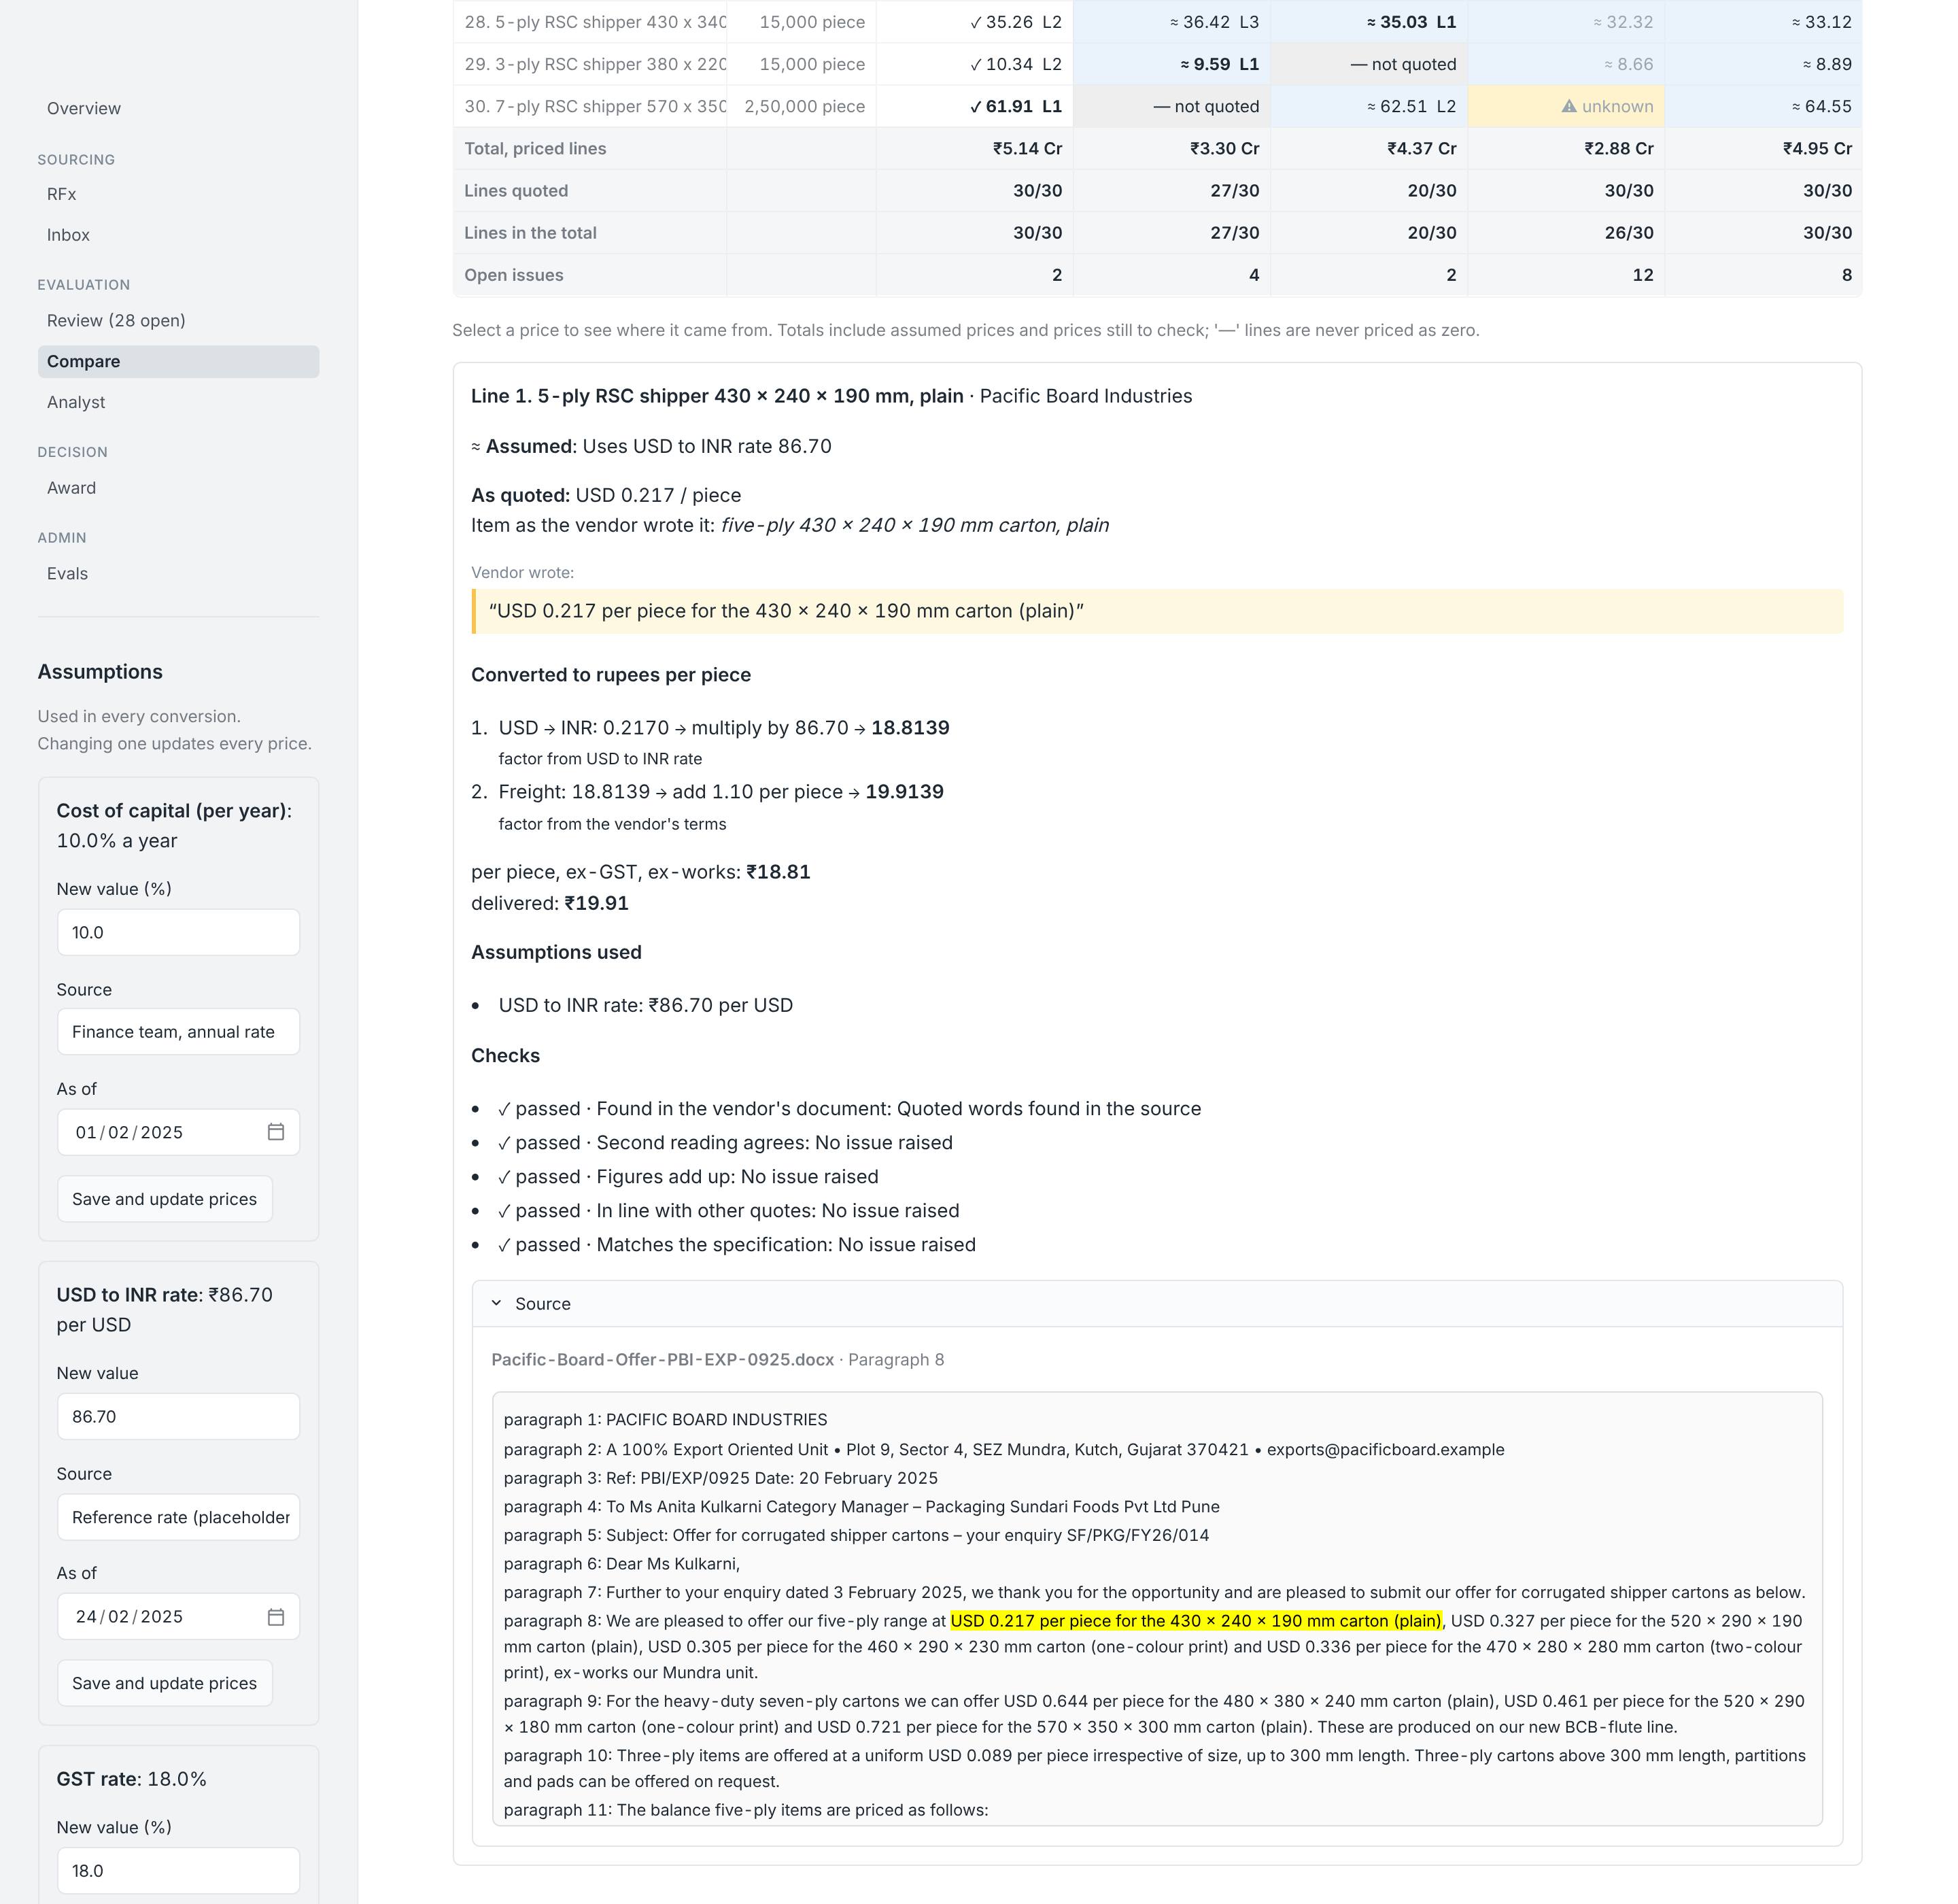 Overview
SOURCING
RFx
Inbox
EVALUATION
Review (28 open)
Compare
Analyst
DECISION
Award
ADMIN
Evals
Assumptions
Used in every conversion.
Changing one updates every price.
Cost of capital (per year):
10.0% a year
New value (%)
10.0
Source
Finance team, annual rate
As of
01/02/2025
Save and update prices
USD to INR rate: ₹86.70
per USD
New value
86.70
Source
Reference rate (placeholder
As of
24/02/2025
Save and update prices
GST rate: 18.0%
New value (%)
18.0
28. 5-ply RSC shipper 430 x 340 15,000 piece ✓ 35.26 L2 ≈ 36.42 L3 ≈ 35.03 L1 ≈ 32.32 ≈ 33.12
29. 3-ply RSC shipper 380 x 220 15,000 piece ✓ 10.34 L2 ≈ 9.59 L1 — not quoted ≈ 8.66 ≈ 8.89
30. 7-ply RSC shipper 570 x 350 2,50,000 piece ✓ 61.91 L1 — not quoted ≈ 62.51 L2 ⚠ unknown ≈ 64.55
Total, priced lines ₹5.14 Cr ₹3.30 Cr ₹4.37 Cr ₹2.88 Cr ₹4.95 Cr
Lines quoted 30/30 27/30 20/30 30/30 30/30
Lines in the total 30/30 27/30 20/30 26/30 30/30
Open issues 2 4 2 12 8
Select a price to see where it came from. Totals include assumed prices and prices still to check; '—' lines are never priced as zero.
Line 1. 5-ply RSC shipper 430 × 240 × 190 mm, plain · Pacific Board Industries
≈ Assumed: Uses USD to INR rate 86.70
As quoted: USD 0.217 / piece
Item as the vendor wrote it: five-ply 430 × 240 × 190 mm carton, plain
Vendor wrote:
“USD 0.217 per piece for the 430 × 240 × 190 mm carton (plain)”
Converted to rupees per piece
1. USD → INR: 0.2170 → multiply by 86.70 → 18.8139
factor from USD to INR rate
2. Freight: 18.8139 → add 1.10 per piece → 19.9139
factor from the vendor's terms
per piece, ex-GST, ex-works: ₹18.81
delivered: ₹19.91
Assumptions used
• USD to INR rate: ₹86.70 per USD
Checks
• ✓ passed · Found in the vendor's document: Quoted words found in the source
• ✓ passed · Second reading agrees: No issue raised
• ✓ passed · Figures add up: No issue raised
• ✓ passed · In line with other quotes: No issue raised
• ✓ passed · Matches the specification: No issue raised
Source
Pacific-Board-Offer-PBI-EXP-0925.docx · Paragraph 8
paragraph 1: PACIFIC BOARD INDUSTRIES
paragraph 2: A 100% Export Oriented Unit • Plot 9, Sector 4, SEZ Mundra, Kutch, Gujarat 370421 • exports@pacificboard.example
paragraph 3: Ref: PBI/EXP/0925 Date: 20 February 2025
paragraph 4: To Ms Anita Kulkarni Category Manager – Packaging Sundari Foods Pvt Ltd Pune
paragraph 5: Subject: Offer for corrugated shipper cartons – your enquiry SF/PKG/FY26/014
paragraph 6: Dear Ms Kulkarni,
paragraph 7: Further to your enquiry dated 3 February 2025, we thank you for the opportunity and are pleased to submit our offer for corrugated shipper cartons as below.
paragraph 8: We are pleased to offer our five-ply range at USD 0.217 per piece for the 430 × 240 × 190 mm carton (plain), USD 0.327 per piece for the 520 × 290 × 190
mm carton (plain), USD 0.305 per piece for the 460 × 290 × 230 mm carton (one-colour print) and USD 0.336 per piece for the 470 × 280 × 280 mm carton (two-colour
print), ex-works our Mundra unit.
paragraph 9: For the heavy-duty seven-ply cartons we can offer USD 0.644 per piece for the 480 × 380 × 240 mm carton (plain), USD 0.461 per piece for the 520 × 290
× 180 mm carton (one-colour print) and USD 0.721 per piece for the 570 × 350 × 300 mm carton (plain). These are produced on our new BCB-flute line.
paragraph 10: Three-ply items are offered at a uniform USD 0.089 per piece irrespective of size, up to 300 mm length. Three-ply cartons above 300 mm length, partitions
and pads can be offered on request.
paragraph 11: The balance five-ply items are priced as follows: